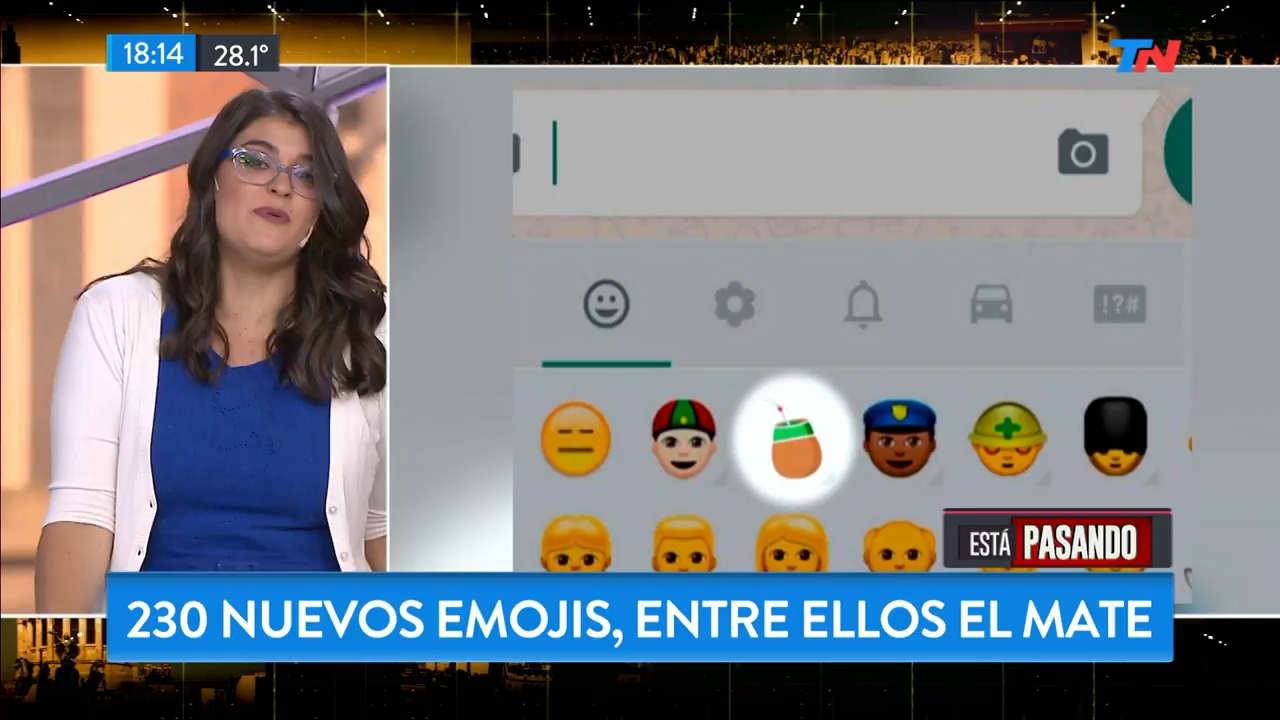 18:14 28.1°
TN
!?#
ESTÁ PASANDO
230 NUEVOS EMOJIS, ENTRE ELLOS EL MATE